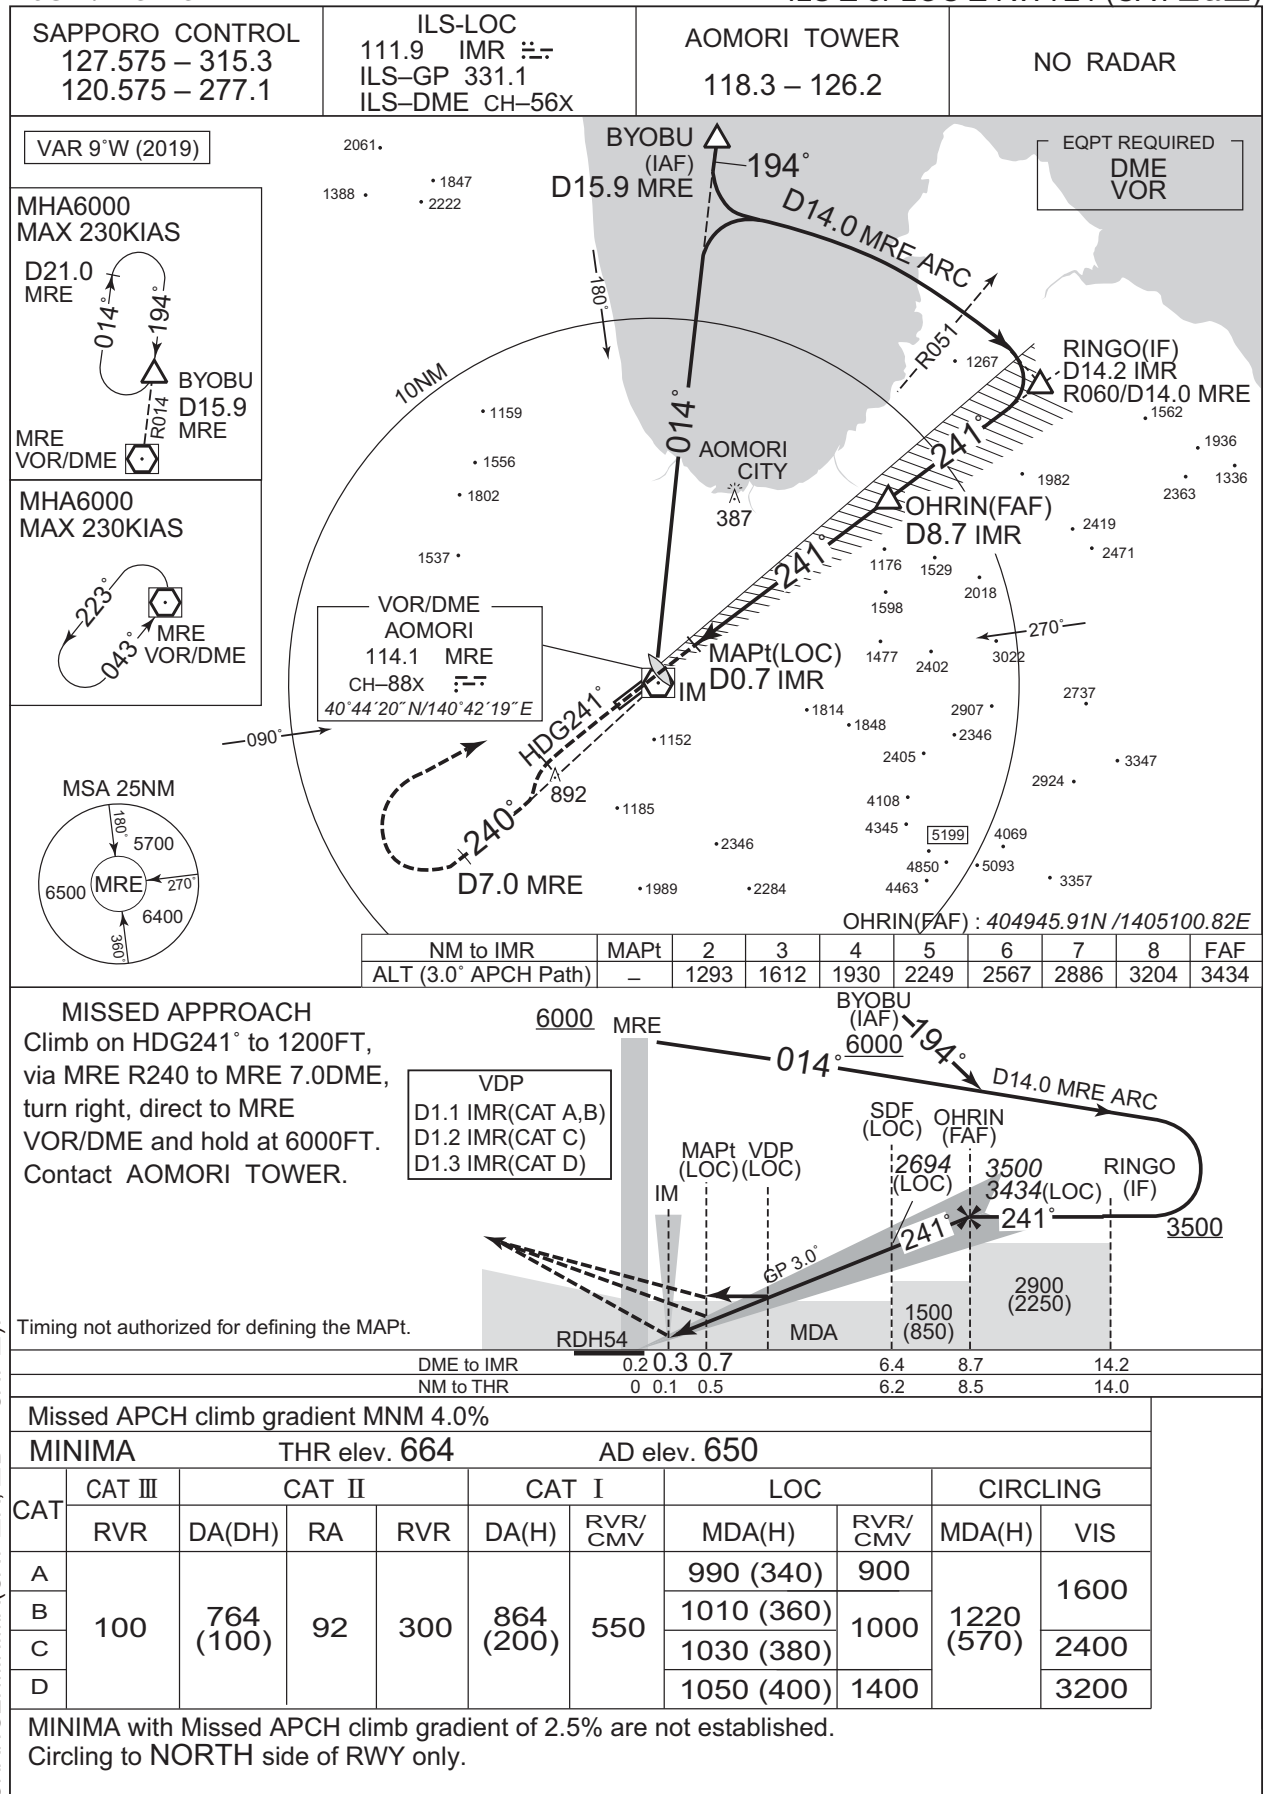 SAPPORO CONTROL
127.575 – 315.3
120.575 – 277.1
ILS-LOC
111.9 IMR
ILS–GP 331.1
ILS–DME CH–56X
AOMORI TOWER
118.3 – 126.2
NO RADAR
VAR 9°W (2019)
EQPT REQUIRED
DME
VOR
MHA6000
MAX 230KIAS
D21.0
MRE
014°
194°
BYOBU
D15.9
MRE
R014
MRE
VOR/DME
MHA6000
MAX 230KIAS
223°
043°
MRE
VOR/DME
2061
1388
1847
2222
BYOBU
(IAF)
D15.9 MRE
194°
D14.0 MRE ARC
180°
R051
1267
RINGO(IF)
D14.2 IMR
R060/D14.0 MRE
10NM
1159
1556
1802
1537
014°
AOMORI
CITY
387
241°
OHRIN(FAF)
D8.7 IMR
241°
1562
1936
1336
2363
1982
2419
2471
1176
1529
2018
1598
270°
1477
2402
3022
VOR/DME
AOMORI
114.1 MRE
CH–88X
40°44′20″N/140°42′19″E
MAPt(LOC)
D0.7 IMR
IM
HDG241°
090°
1814
1848
2907
2737
2346
1152
2405
3347
2924
892
1185
4108
4345
5199
4069
240°
2346
4850
5093
3357
4463
D7.0 MRE
1989
2284
MSA 25NM
180°
5700
MRE
270°
6500
6400
360°
OHRIN(FAF) : 404945.91N /1405100.82E
NM to IMR MAPt 2 3 4 5 6 7 8 FAF
ALT (3.0° APCH Path) – 1293 1612 1930 2249 2567 2886 3204 3434
MISSED APPROACH
Climb on HDG241° to 1200FT,
via MRE R240 to MRE 7.0DME,
turn right, direct to MRE
VOR/DME and hold at 6000FT.
Contact AOMORI TOWER.
6000
MRE
VDP
D1.1 IMR(CAT A,B)
D1.2 IMR(CAT C)
D1.3 IMR(CAT D)
BYOBU
(IAF)
6000
194°
014°
D14.0 MRE ARC
SDF
(LOC)
OHRIN
(FAF)
MAPt
(LOC)
VDP
(LOC)
IM
2694
(LOC)
3500
3434(LOC)
RINGO
(IF)
241°
241°
3500
GP 3.0°
2900
(2250)
1500
(850)
MDA
Timing not authorized for defining the MAPt.
RDH54
DME to IMR 0.2 0.3 0.7 6.4 8.7 14.2
NM to THR 0 0.1 0.5 6.2 8.5 14.0
Missed APCH climb gradient MNM 4.0%
MINIMA THR elev. 664 AD elev. 650
CAT CAT Ⅲ CAT Ⅱ CAT Ⅰ LOC CIRCLING
RVR DA(DH) RA RVR DA(H) RVR/CMV MDA(H) RVR/CMV MDA(H) VIS
A 990 (340) 900 1600
B 1010 (360)
100 764 (100) 92 300 864 (200) 550 1000 1220 (570)
C 1030 (380) 2400
D 1050 (400) 1400 3200
MINIMA with Missed APCH climb gradient of 2.5% are not established.
Circling to NORTH side of RWY only.